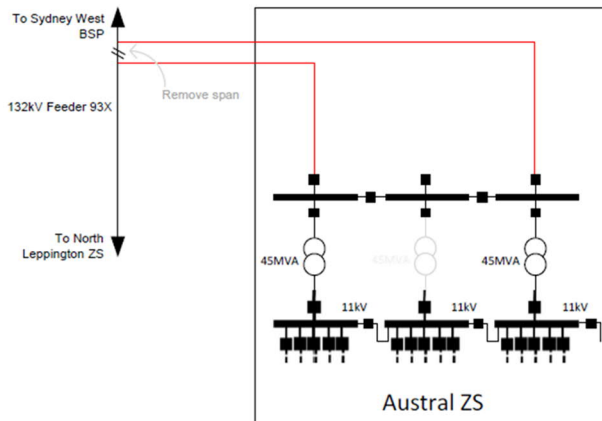 To Sydney West
BSP
Remove span
132kV Feeder 93X
To North
Leppington ZS
45MVA
45MVA
45MVA
11kV
11kV
11kV
Austral ZS